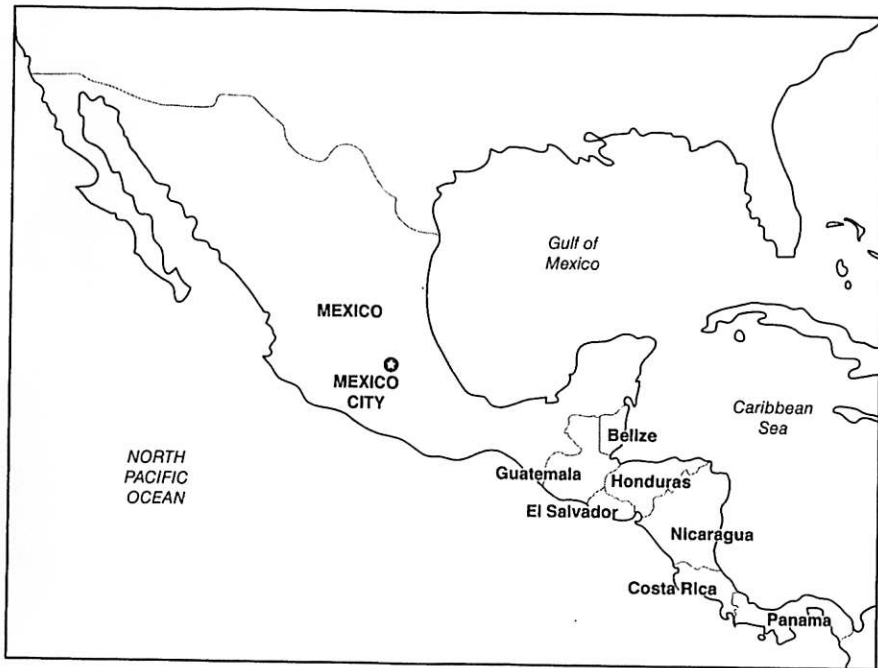 Gulf of
Mexico
MEXICO
MEXICO
CITY
Caribbean
Sea
NORTH
PACIFIC
OCEAN
Belize
Guatemala
Honduras
El Salvador
Nicaragua
Costa Rica
Panama